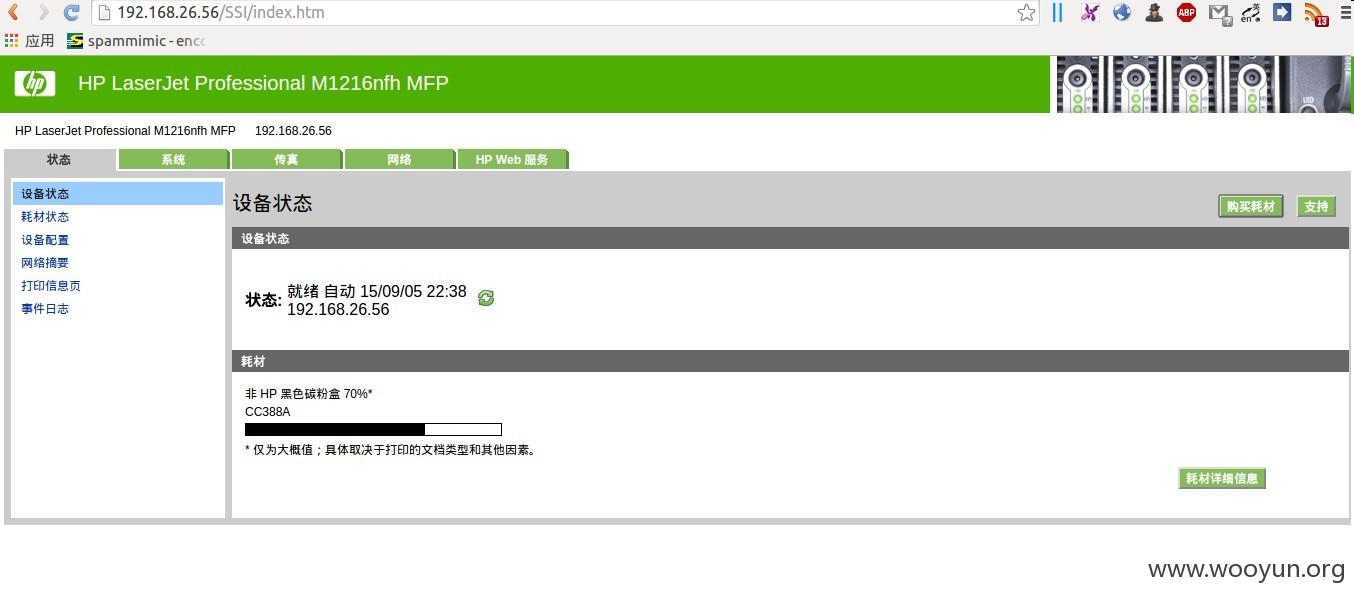 192.168.26.56/SSI/index.htm
ABP
en
英
13
应用
spammimic - enc
hp
HP LaserJet Professional M1216nfh MFP
UID
HP LaserJet Professional M1216nfh MFP 192.168.26.56
状态 系统 传真 网络 HP Web 服务
设备状态
耗材状态
设备配置
网络摘要
打印信息页
事件日志
设备状态
购买耗材 支持
设备状态
状态: 就绪 自动 15/09/05 22:38
192.168.26.56
耗材
非 HP 黑色碳粉盒 70%*
CC388A
* 仅为大概值；具体取决于打印的文档类型和其他因素。
耗材详细信息
www.wooyun.org